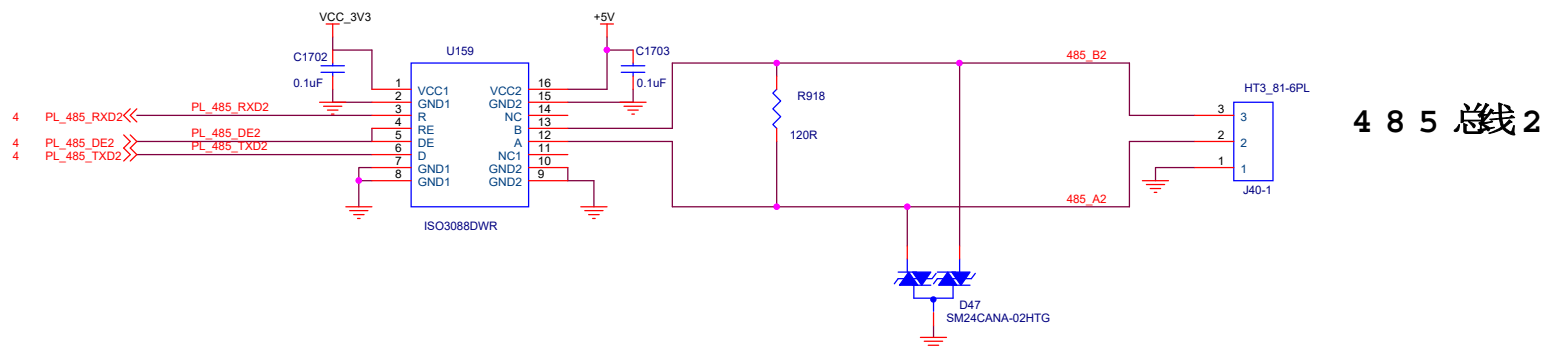 VCC_3V3
+5V
C1702
0.1uF
U159
C1703
0.1uF
1 VCC1
2 GND1
3 R
4 RE
5 DE
6 D
7 GND1
8 GND1
VCC2 16
GND2 15
NC 14
B 13
A 12
NC1 11
GND2 10
GND2 9
ISO3088DWR
4 PL_485_RXD2 PL_485_RXD2
4 PL_485_DE2 PL_485_DE2
4 PL_485_TXD2 PL_485_TXD2
485_B2
R918
120R
485_A2
D47
SM24CANA-02HTG
HT3_81-6PL
3 3
2 2
1 1
J40-1
485总线2